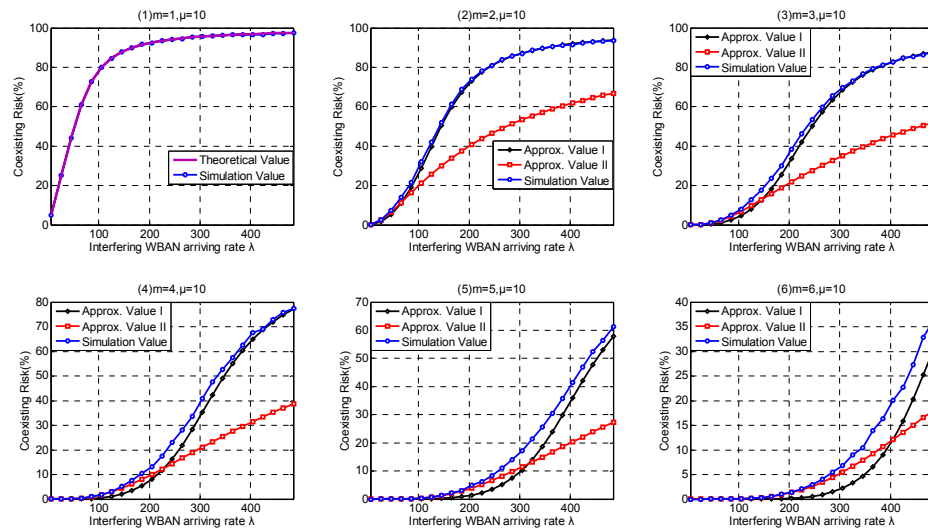 (1)m=1,μ=10
100
80
60
40
20
0
Coexisting Risk(%)
Theoretical Value
Simulation Value
100 200 300 400
Interfering WBAN arriving rate λ
(2)m=2,μ=10
100
80
60
40
20
0
Coexisting Risk(%)
Approx. Value I
Approx. Value II
Simulation Value
100 200 300 400
Interfering WBAN arriving rate λ
(3)m=3,μ=10
100
80
60
40
20
0
Coexisting Risk(%)
Approx. Value I
Approx. Value II
Simulation Value
100 200 300 400
Interfering WBAN arriving rate λ
(4)m=4,μ=10
80
70
60
50
40
30
20
10
0
Coexisting Risk(%)
Approx. Value I
Approx. Value II
Simulation Value
100 200 300 400
Interfering WBAN arriving rate λ
(5)m=5,μ=10
70
60
50
40
30
20
10
0
Coexisting Risk(%)
Approx. Value I
Approx. Value II
Simulation Value
100 200 300 400
Interfering WBAN arriving rate λ
(6)m=6,μ=10
40
35
30
25
20
15
10
5
0
Coexisting Risk(%)
Approx. Value I
Approx. Value II
Simulation Value
100 200 300 400
Interfering WBAN arriving rate λ